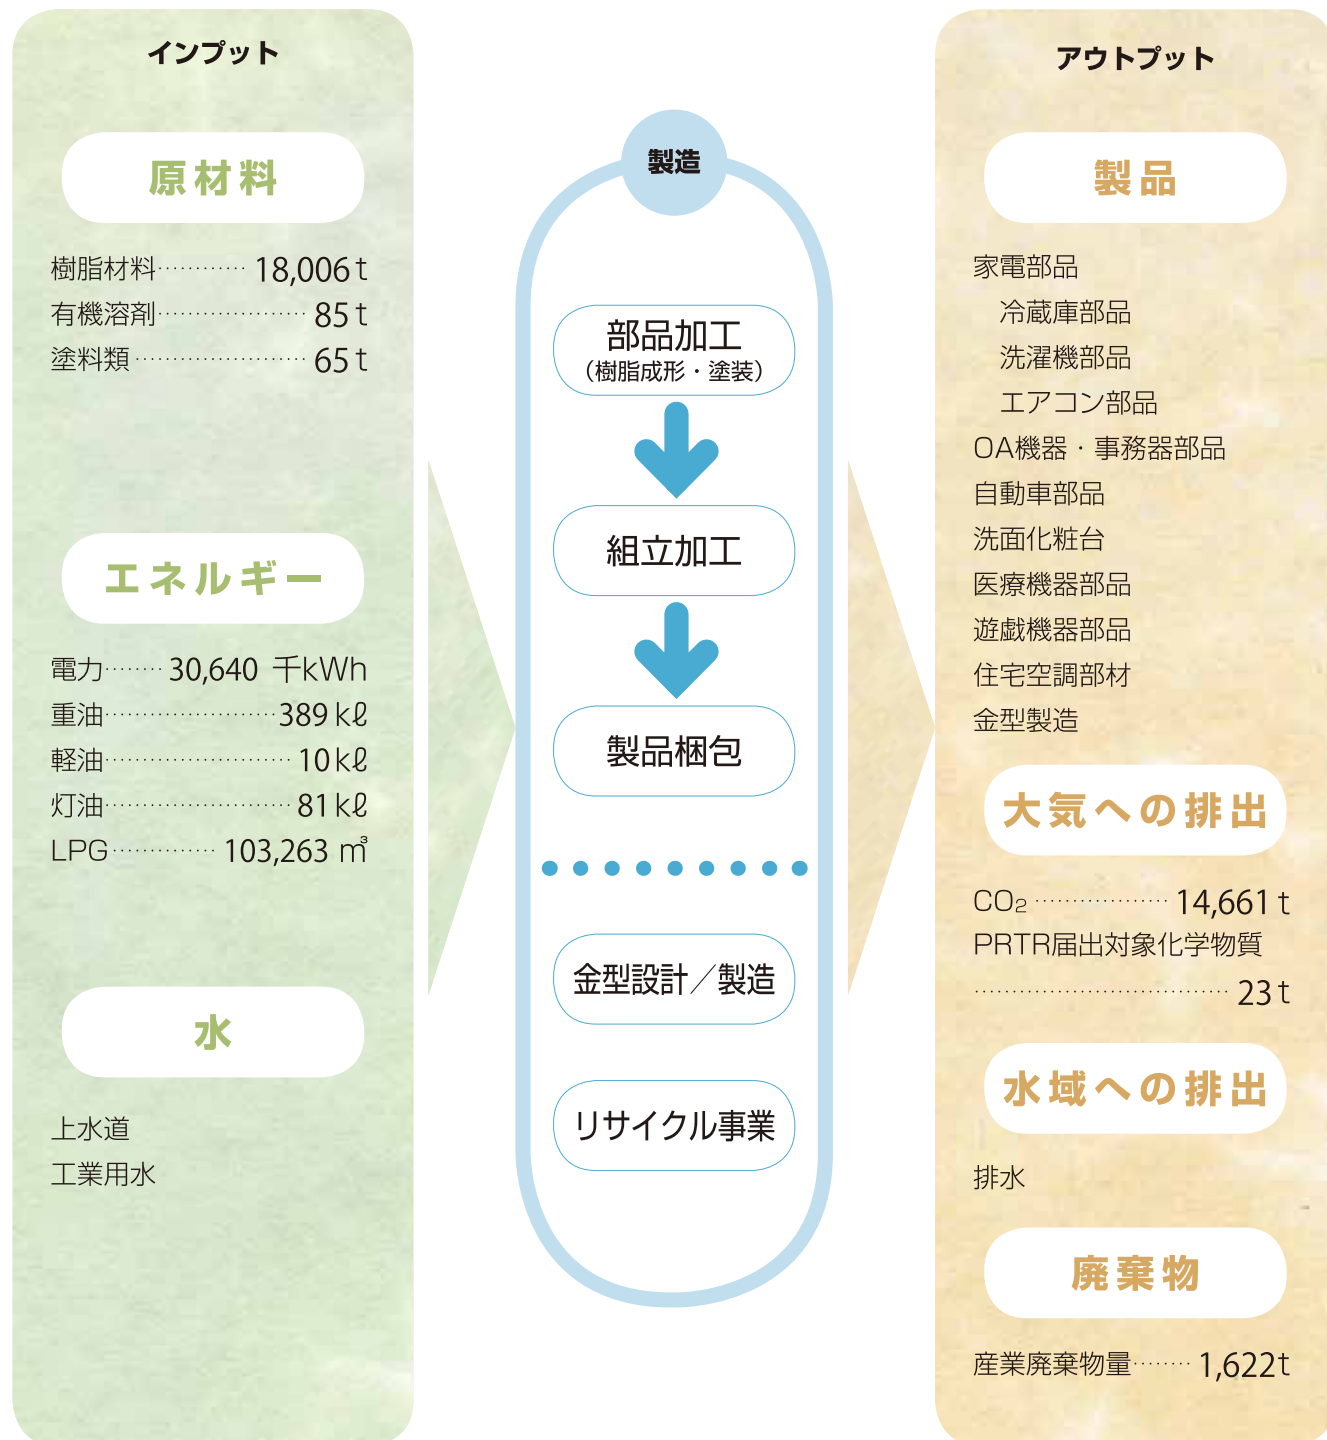 インプット
原材料
樹脂材料………… 18,006 t
有機溶剤………………… 85 t
塗料類…………………… 65 t
エネルギー
電力……… 30,640 千kWh
重油……………………389 kℓ
軽油……………………… 10 kℓ
灯油……………………… 81 kℓ
LPG…………… 103,263 ㎥
水
上水道
工業用水
製造
部品加工
（樹脂成形・塗装）
組立加工
製品梱包
金型設計／製造
リサイクル事業
アウトプット
製品
家電部品
冷蔵庫部品
洗濯機部品
エアコン部品
OA機器・事務器部品
自動車部品
洗面化粧台
医療機器部品
遊戯機器部品
住宅空調部材
金型製造
大気への排出
CO₂ ……………… 14,661 t
PRTR届出対象化学物質
……………………………… 23 t
水域への排出
排水
廃棄物
産業廃棄物量……… 1,622t